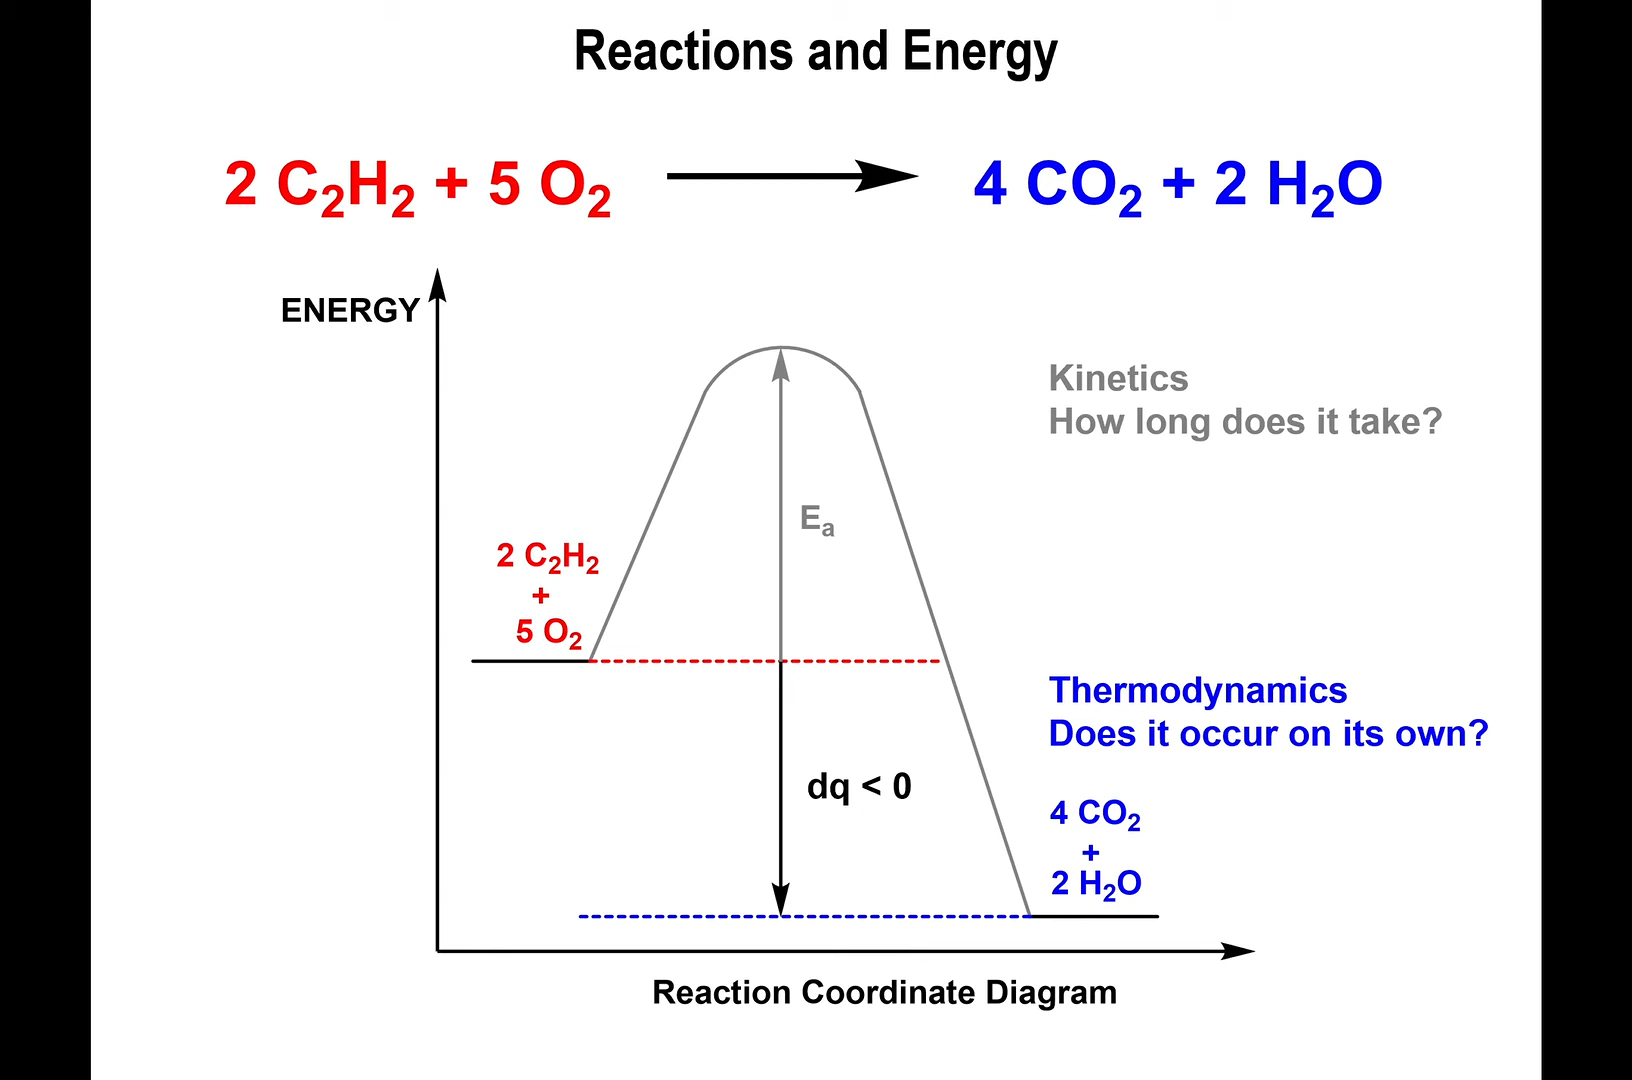 Reactions and Energy
2 C₂H₂ + 5 O₂ ⟶ 4 CO₂ + 2 H₂O
ENERGY
Kinetics
How long does it take?
Eₐ
2 C₂H₂
+
5 O₂
Thermodynamics
Does it occur on its own?
dq < 0
4 CO₂
+
2 H₂O
Reaction Coordinate Diagram